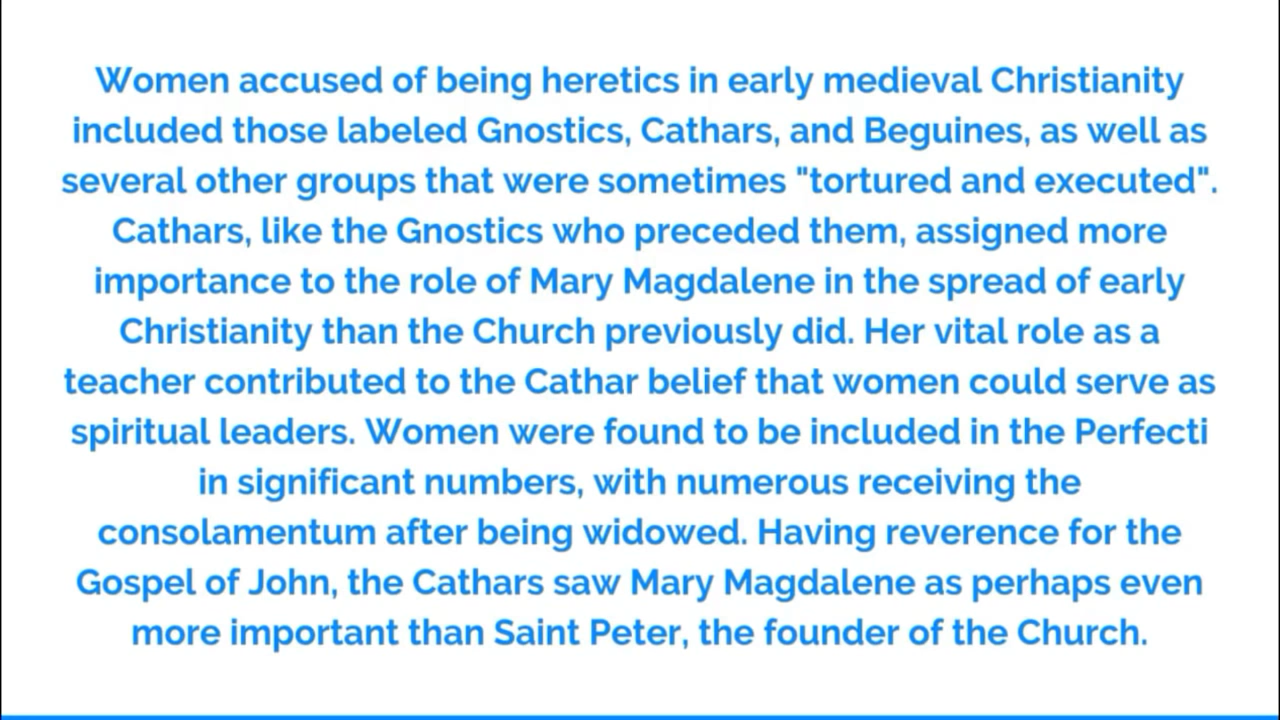 Women accused of being heretics in early medieval Christianity
included those labeled Gnostics, Cathars, and Beguines, as well as
several other groups that were sometimes "tortured and executed".
Cathars, like the Gnostics who preceded them, assigned more
importance to the role of Mary Magdalene in the spread of early
Christianity than the Church previously did. Her vital role as a
teacher contributed to the Cathar belief that women could serve as
spiritual leaders. Women were found to be included in the Perfecti
in significant numbers, with numerous receiving the
consolamentum after being widowed. Having reverence for the
Gospel of John, the Cathars saw Mary Magdalene as perhaps even
more important than Saint Peter, the founder of the Church.